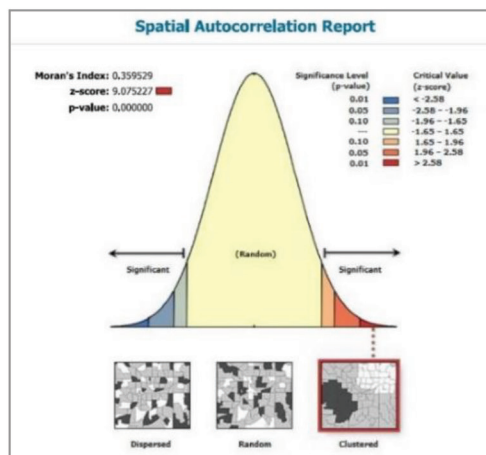 Spatial Autocorrelation Report
Moran's Index: 0.359529
z-score: 9.075227
p-value: 0.000000
Significance Level
(p-value)
Critical Value
(z-score)
0.01 < -2.58
0.05 -2.58 – -1.96
0.10 -1.96 – -1.65
--- -1.65 – 1.65
0.10 1.65 – 1.96
0.05 1.96 – 2.58
0.01 > 2.58
Significant
(Random)
Significant
Dispersed
Random
Clustered